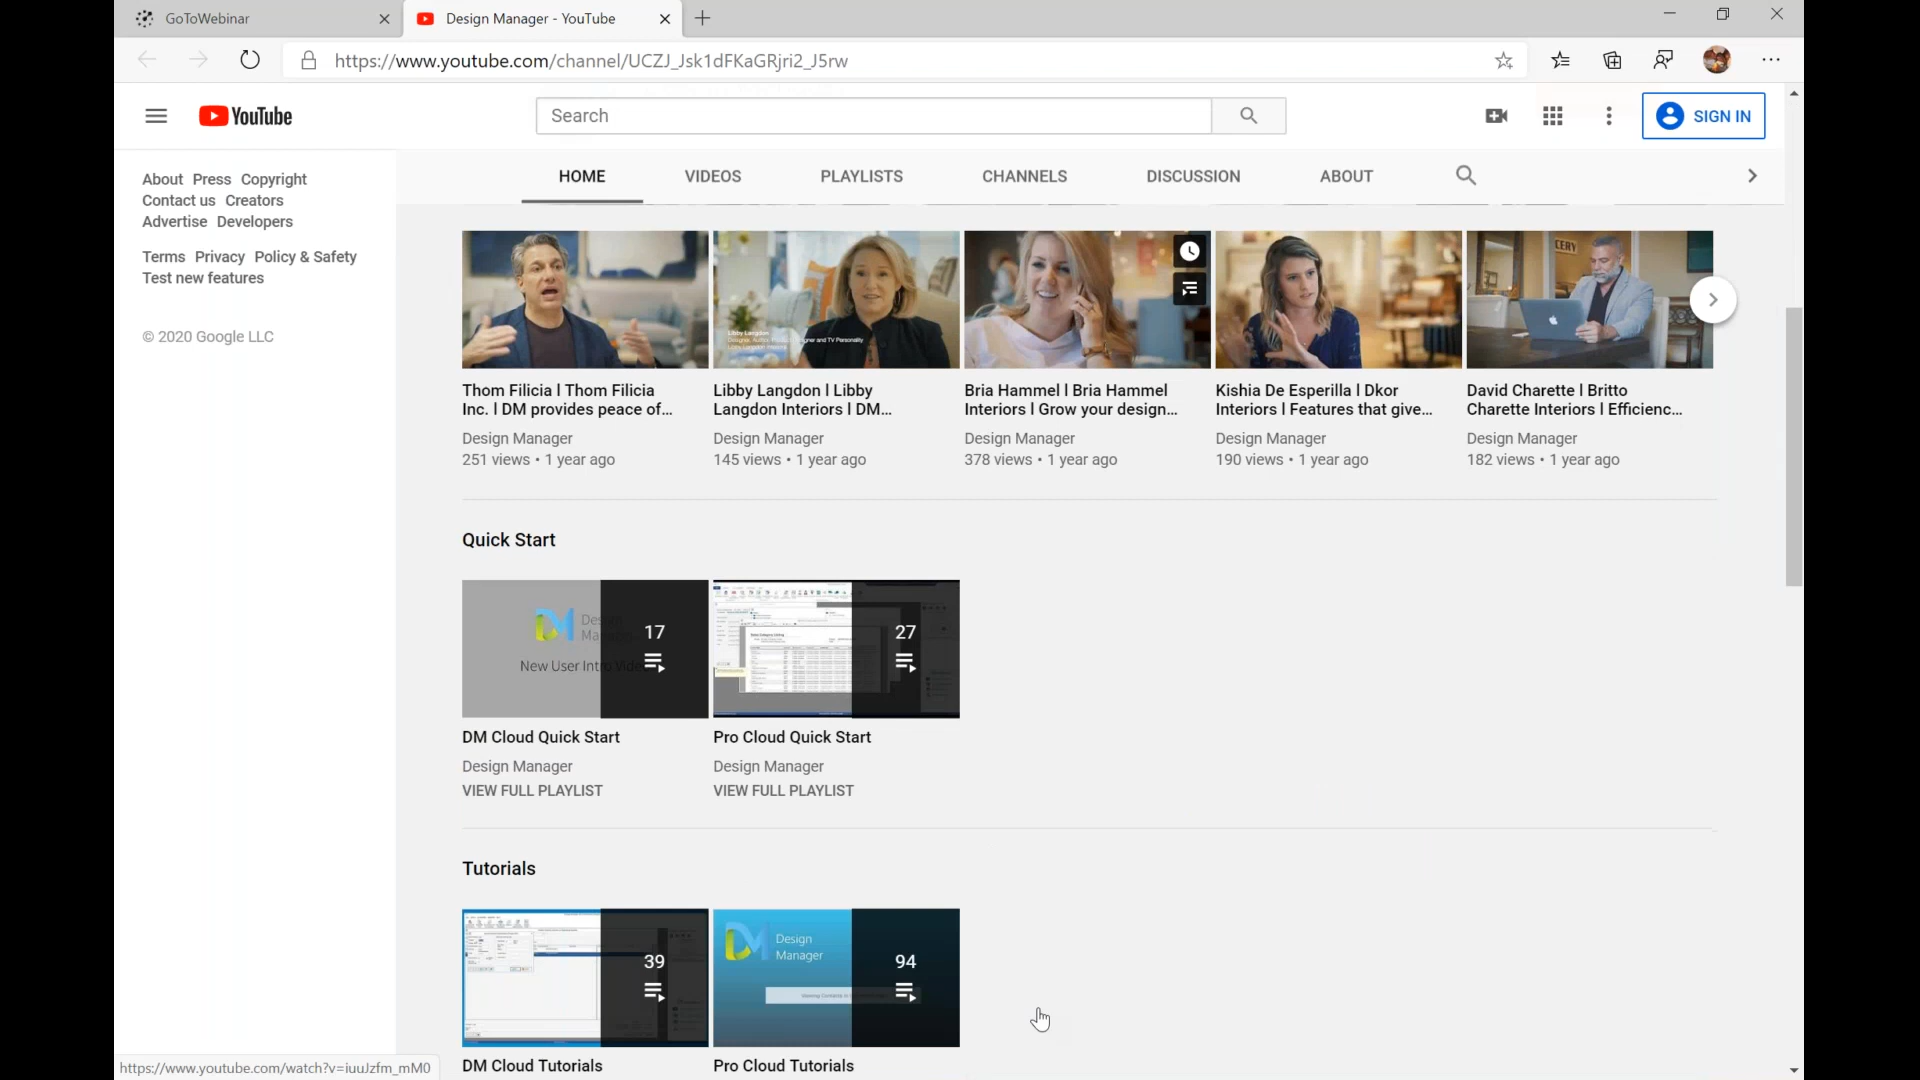 GoToWebinar
Design Manager - YouTube
https://www.youtube.com/channel/UCZJ_Jsk1dFKaGRjri2_J5rw
YouTube
Search
SIGN IN
About Press Copyright
Contact us Creators
Advertise Developers
Terms Privacy Policy & Safety
Test new features
© 2020 Google LLC
HOME VIDEOS PLAYLISTS CHANNELS DISCUSSION ABOUT
Libby Langdon
CERY
Thom Filicia l Thom Filicia
Inc. l DM provides peace of...
Design Manager
251 views • 1 year ago
Libby Langdon l Libby
Langdon Interiors l DM...
Design Manager
145 views • 1 year ago
Bria Hammel l Bria Hammel
Interiors l Grow your design...
Design Manager
378 views • 1 year ago
Kishia De Esperilla l Dkor
Interiors l Features that give...
Design Manager
190 views • 1 year ago
David Charette l Britto
Charette Interiors l Efficienc...
Design Manager
182 views • 1 year ago
Quick Start
New User Intro
17
27
DM Cloud Quick Start
Design Manager
VIEW FULL PLAYLIST
Pro Cloud Quick Start
Design Manager
VIEW FULL PLAYLIST
Tutorials
39
Design
Manager
94
DM Cloud Tutorials
Pro Cloud Tutorials
https://www.youtube.com/watch?v=iuuJzfm_mM0